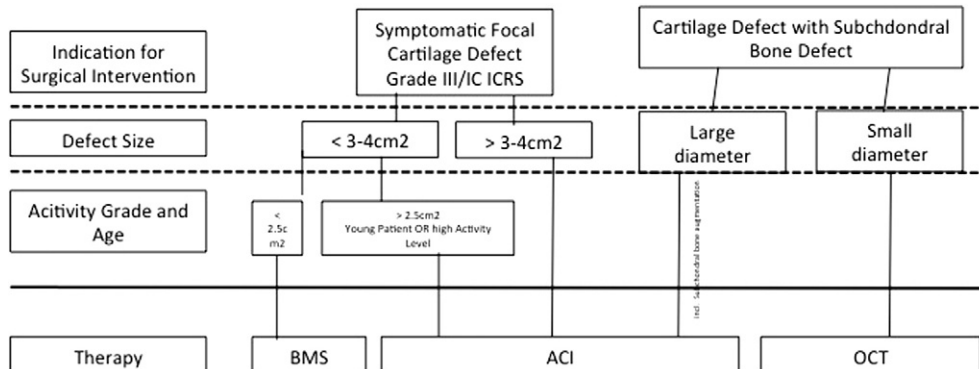 Indication for
Surgical Intervention
Symptomatic Focal
Cartilage Defect
Grade III/IC ICRS
Cartilage Defect with Subchdondral
Bone Defect
Defect Size
< 3-4cm2
> 3-4cm2
Large
diameter
Small
diameter
Acitivity Grade and
Age
<
2.5c
m2
> 2.5cm2
Young Patient OR high Activity
Level
incl. Subchondral bone augmentation
Therapy
BMS
ACI
OCT